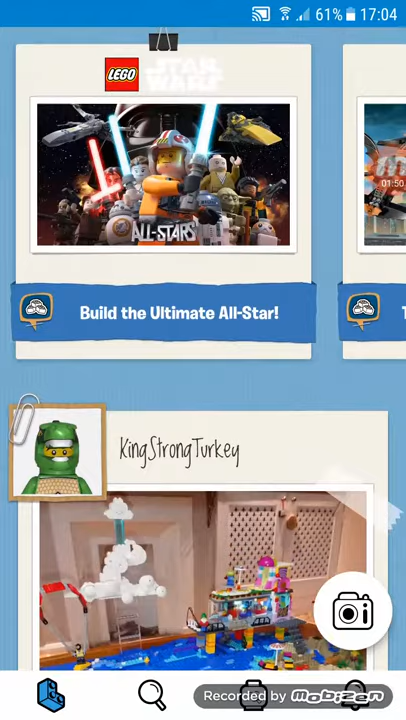 61% 17:04
LEGO STAR WARS
ALL-STARS
01:50
Build the Ultimate All-Star!
T
KingStrongTurkey
Recorded by Mobizen